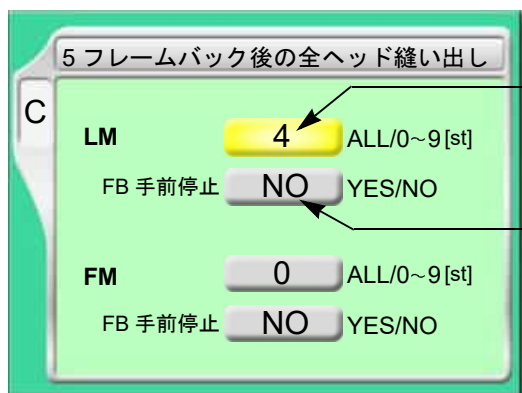 5 フレームバック後の全ヘッド縫い出し
C
LM 4 ALL/0~9[st]
FB 手前停止 NO YES/NO
FM 0 ALL/0~9[st]
FB 手前停止 NO YES/NO